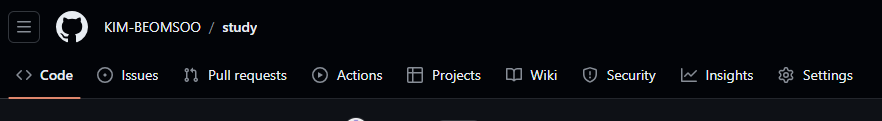 KIM-BEOMSOO / study
Code Issues Pull requests Actions Projects Wiki Security Insights Settings